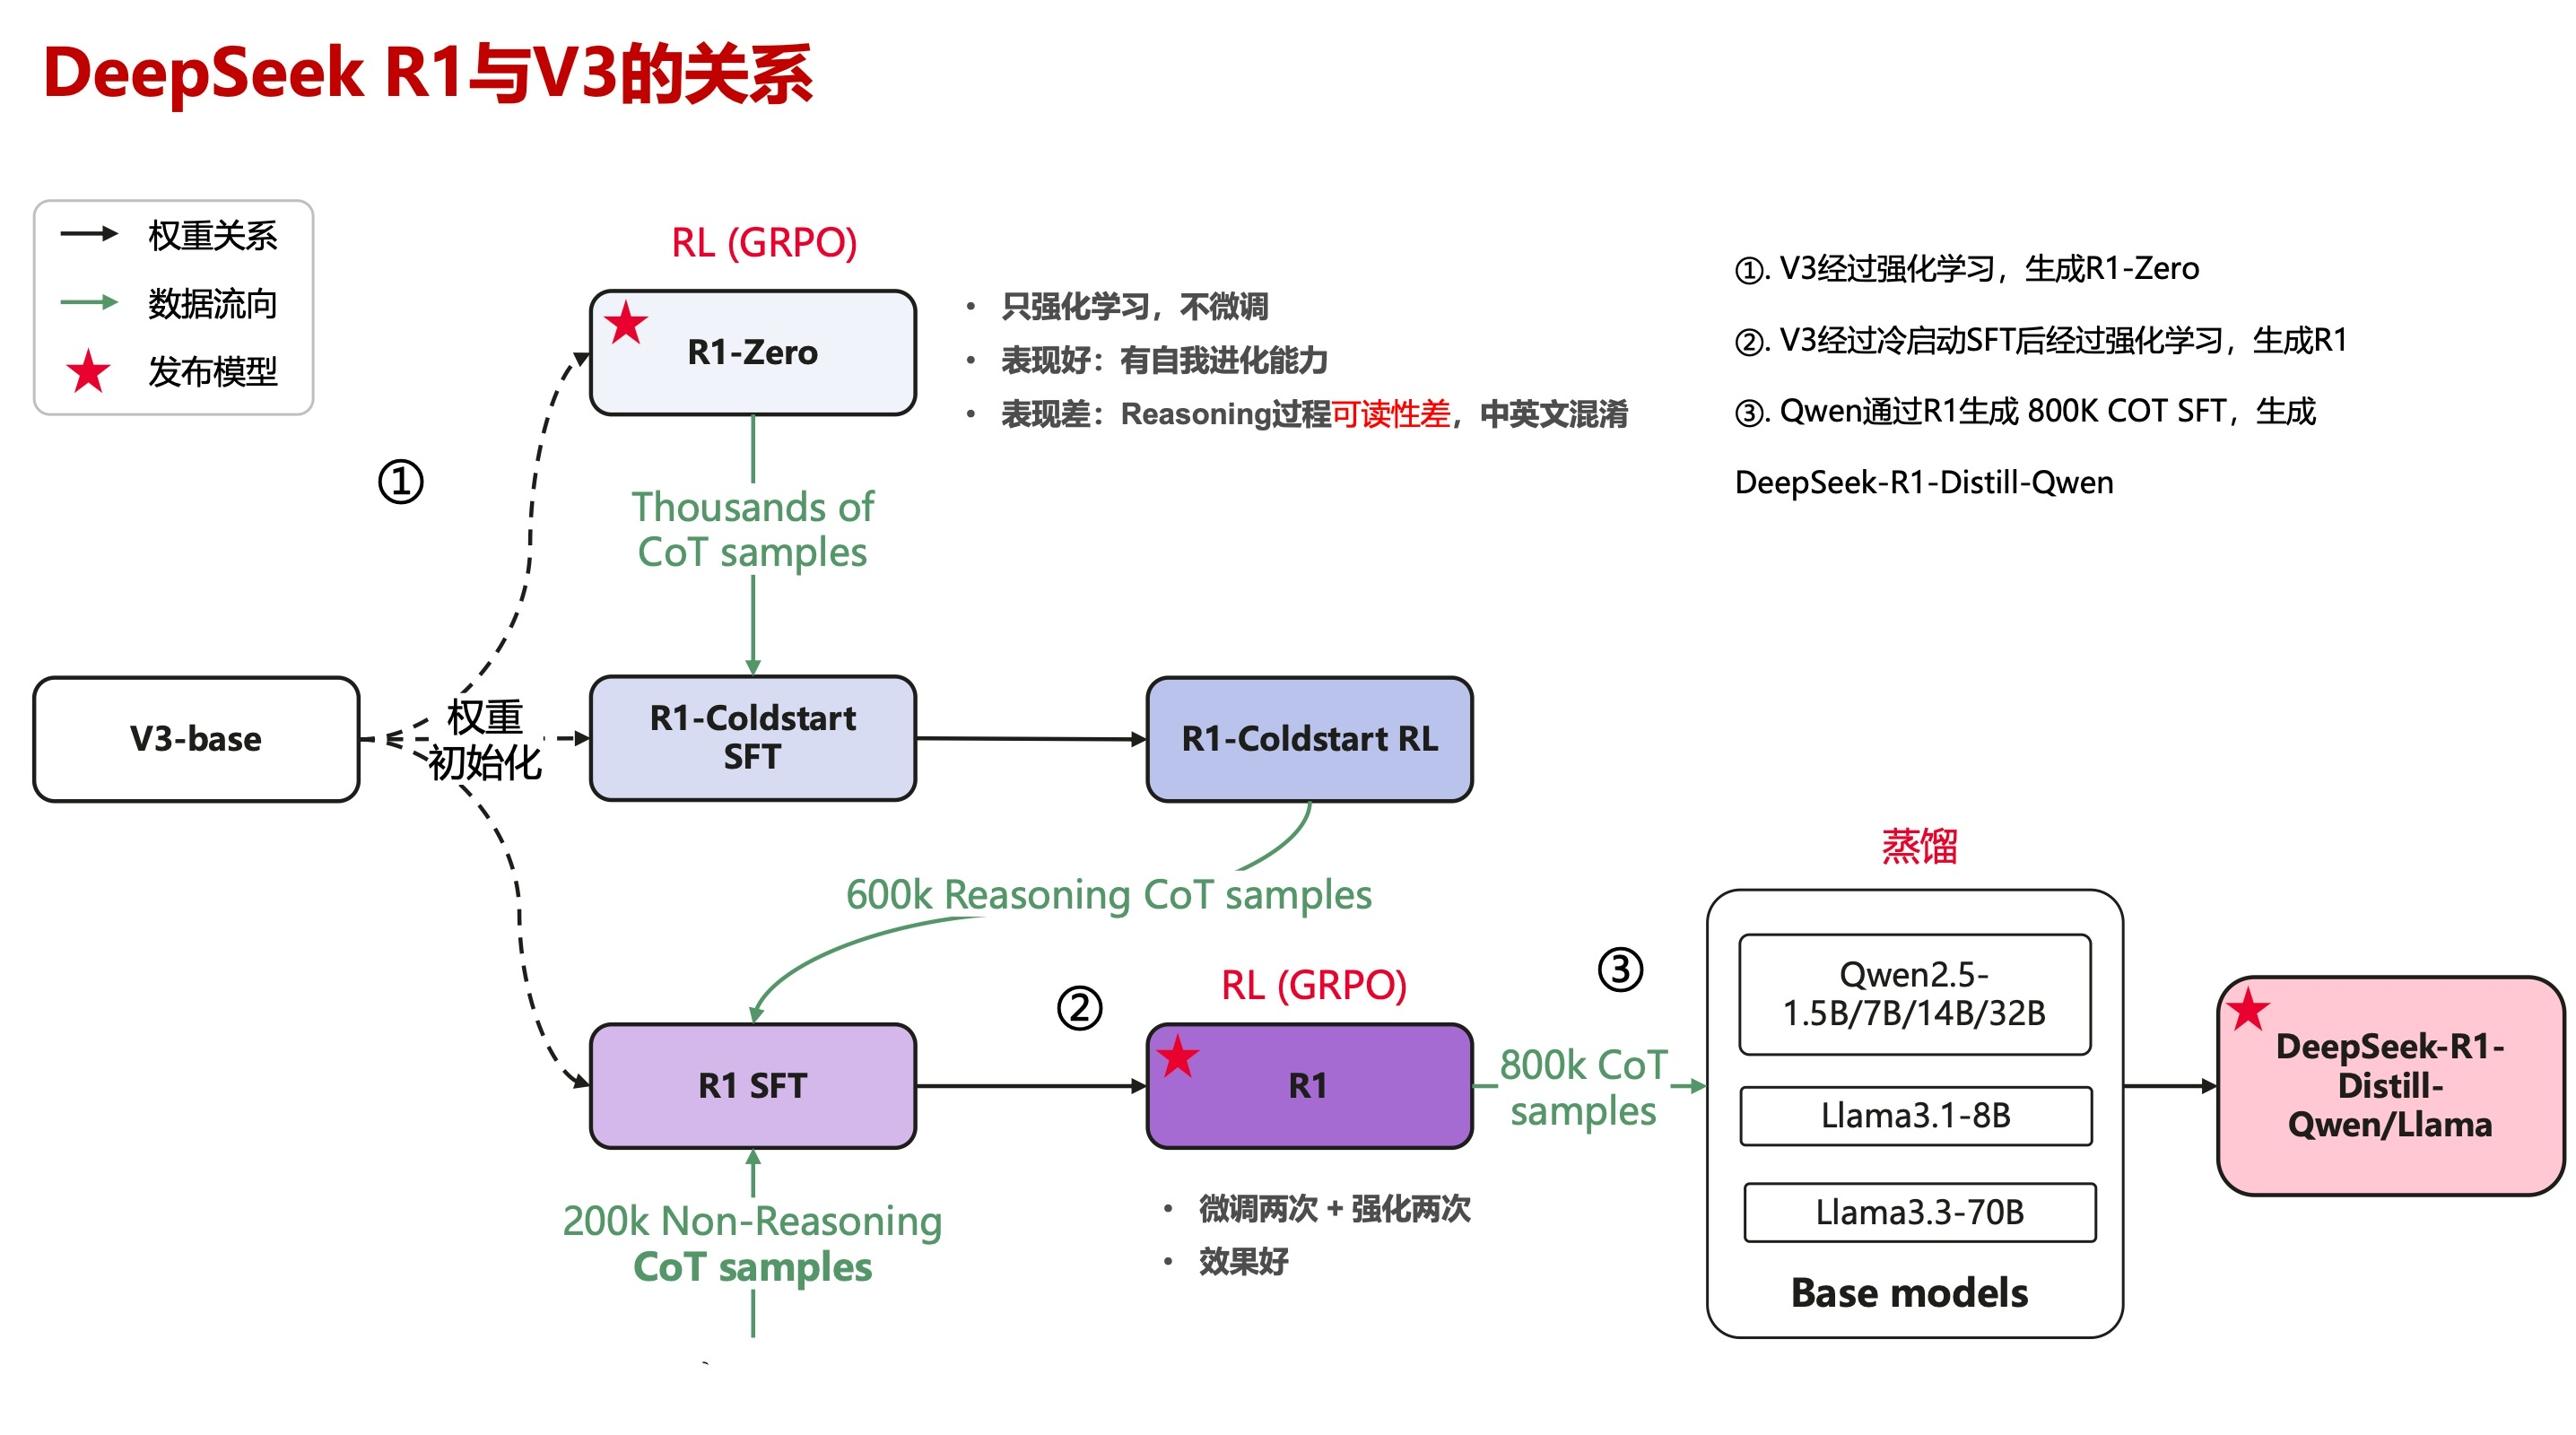 DeepSeek R1与V3的关系
权重关系
数据流向
发布模型
RL (GRPO)
R1-Zero
• 只强化学习，不微调
• 表现好：有自我进化能力
• 表现差：Reasoning过程可读性差，中英文混淆
①. V3经过强化学习，生成R1-Zero
②. V3经过冷启动SFT后经过强化学习，生成R1
③. Qwen通过R1生成 800K COT SFT，生成
DeepSeek-R1-Distill-Qwen
①
Thousands of
CoT samples
V3-base
权重
初始化
R1-Coldstart
SFT
R1-Coldstart RL
600k Reasoning CoT samples
R1 SFT
②
RL (GRPO)
R1
200k Non-Reasoning
CoT samples
• 微调两次 + 强化两次
• 效果好
③
800k CoT
samples
蒸馏
Qwen2.5-
1.5B/7B/14B/32B
Llama3.1-8B
Llama3.3-70B
Base models
DeepSeek-R1-
Distill-
Qwen/Llama